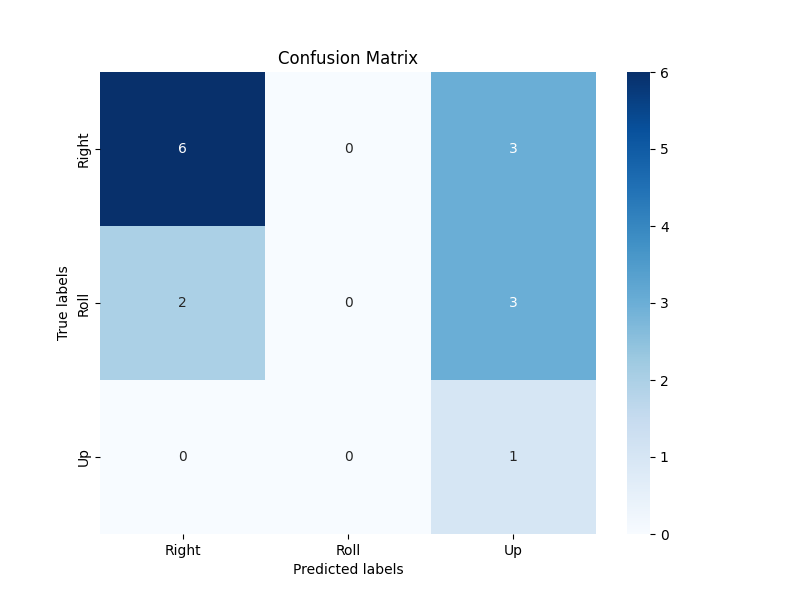 Confusion Matrix
True labels
Right 6 0 3
Roll 2 0 3
Up 0 0 1
Right Roll Up
Predicted labels
6
5
4
3
2
1
0